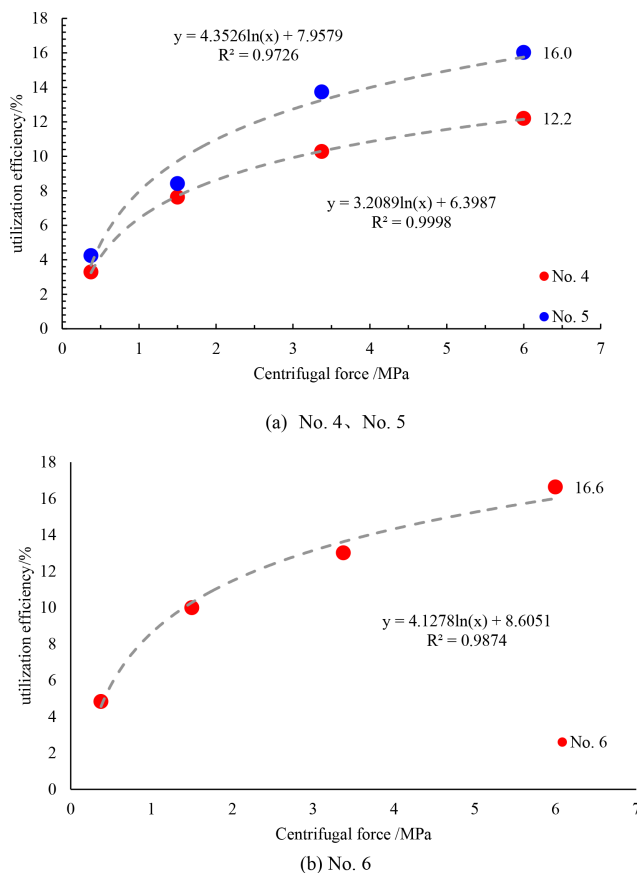 18
16
14
12
10
8
6
4
2
0
utilization efficiency/%
y = 4.3526ln(x) + 7.9579
R² = 0.9726
16.0
12.2
y = 3.2089ln(x) + 6.3987
R² = 0.9998
No. 4
No. 5
0 1 2 3 4 5 6 7
Centrifugal force /MPa
(a) No. 4、No. 5
18
16
14
12
10
8
6
4
2
0
utilization efficiency/%
16.6
y = 4.1278ln(x) + 8.6051
R² = 0.9874
No. 6
0 1 2 3 4 5 6 7
Centrifugal force /MPa
(b) No. 6